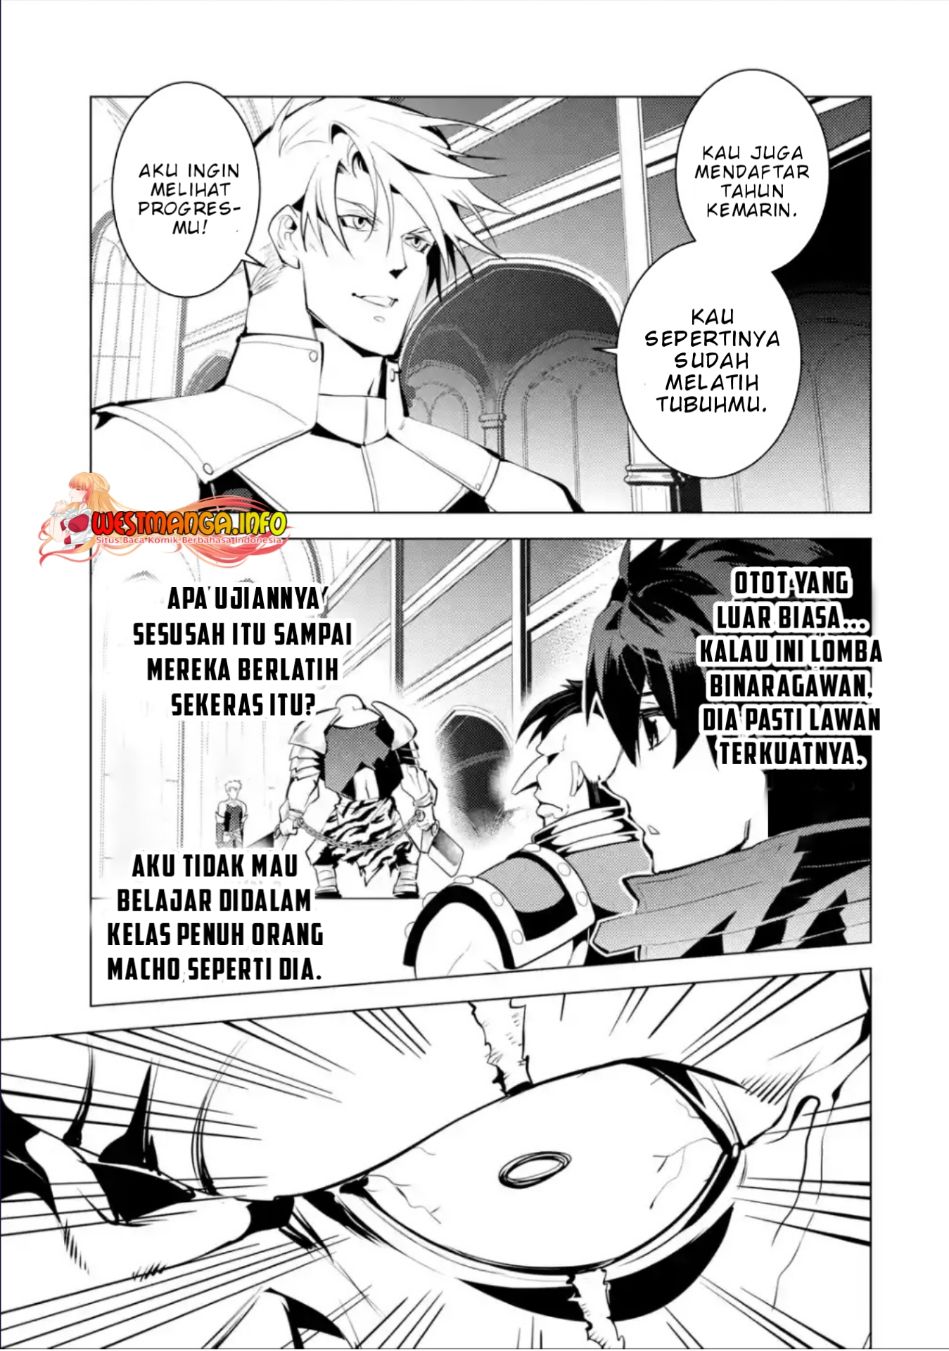 KAU JUGA
MENDAFTAR
TAHUN
KEMARIN.
KAU
SEPERTINYA
SUDAH
MELATIH
TUBUHMU.
AKU INGIN
MELIHAT
PROGRES-
MU!
WESTMANGA.INFO
Situs Baca Komik Berbahasa Indonesia
OTOT YANG
LUAR BIASA...
KALAU INI LOMBA
BINARAGAWAN,
DIA PASTI LAWAN
TERKUATNYA.
APA UJIANNYA
SESUSAH ITU SAMPAI
MEREKA BERLATIH
SEKERAS ITU?
AKU TIDAK MAU
BELAJAR DIDALAM
KELAS PENUH ORANG
MACHO SEPERTI DIA.